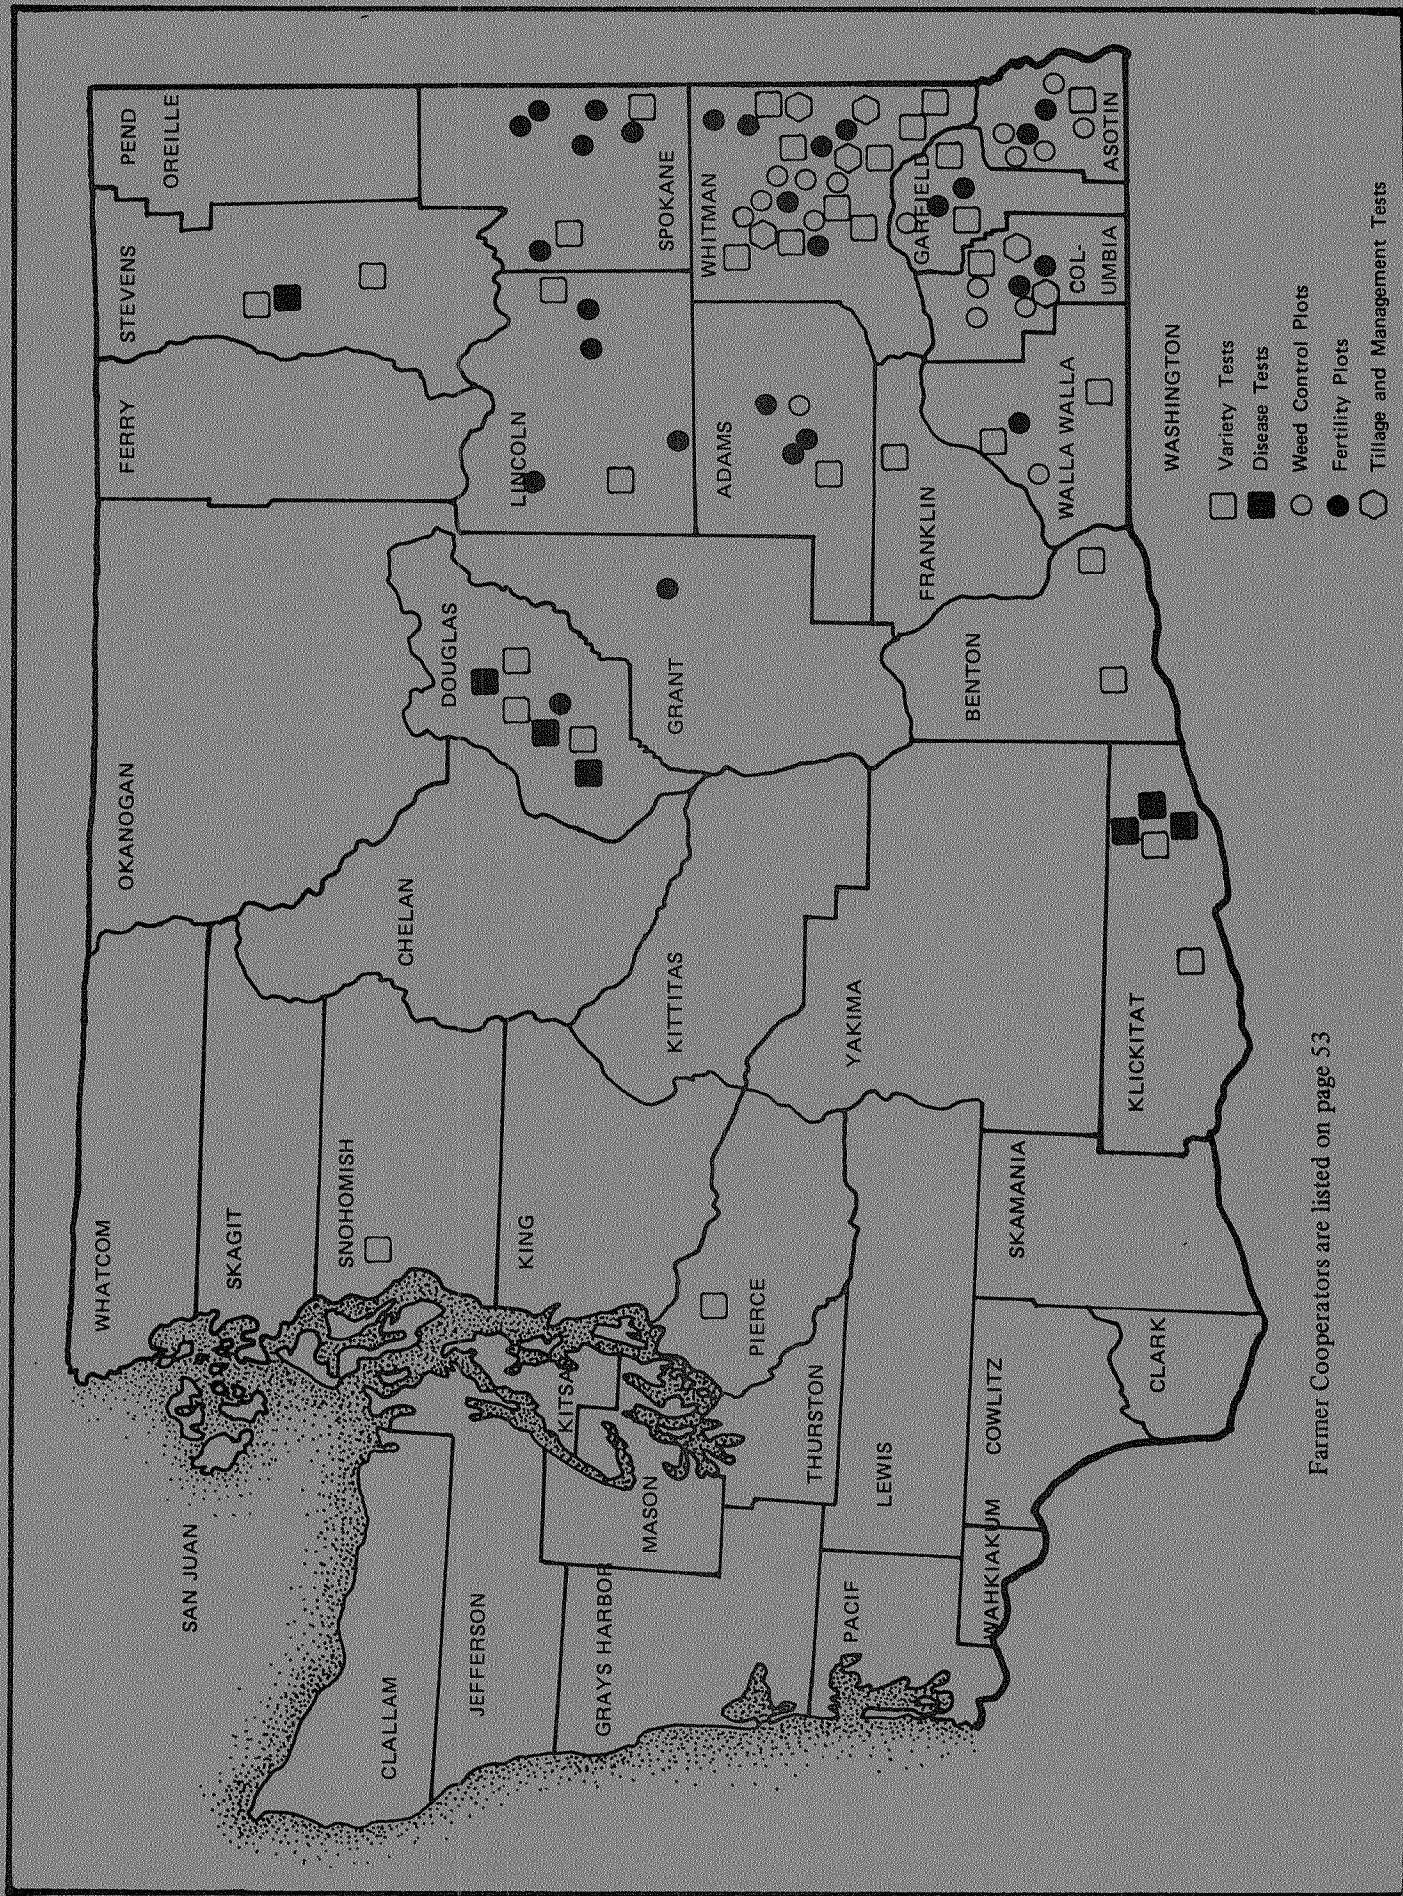 WHATCOM
SKAGIT
SNOHOMISH
KING
PIERCE
THURSTON
LEWIS
COWLITZ
CLARK
SKAMANIA
WAHKIAKUM
PACIF
GRAYS HARBOR
MASON
KITSA
JEFFERSON
CLALLAM
SAN JUAN
OKANOGAN
CHELAN
KITTITAS
YAKIMA
KLICKITAT
DOUGLAS
GRANT
BENTON
FERRY
STEVENS
PEND
OREILLE
LINCOLN
SPOKANE
ADAMS
WHITMAN
FRANKLIN
WALLA WALLA
COL-
UMBIA
GARFIELD
ASOTIN
WASHINGTON
Variety Tests
Disease Tests
Weed Control Plots
Fertility Plots
Tillage and Management Tests
Farmer Cooperators are listed on page 53